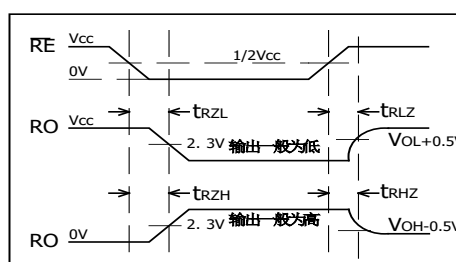 RE Vcc
1/2Vcc
0V
tRZL tRLZ
RO Vcc
2. 3V 输出一般为低 VOL+0.5V
tRZH tRHZ
2. 3V 输出一般为高
RO 0V VOH-0.5V